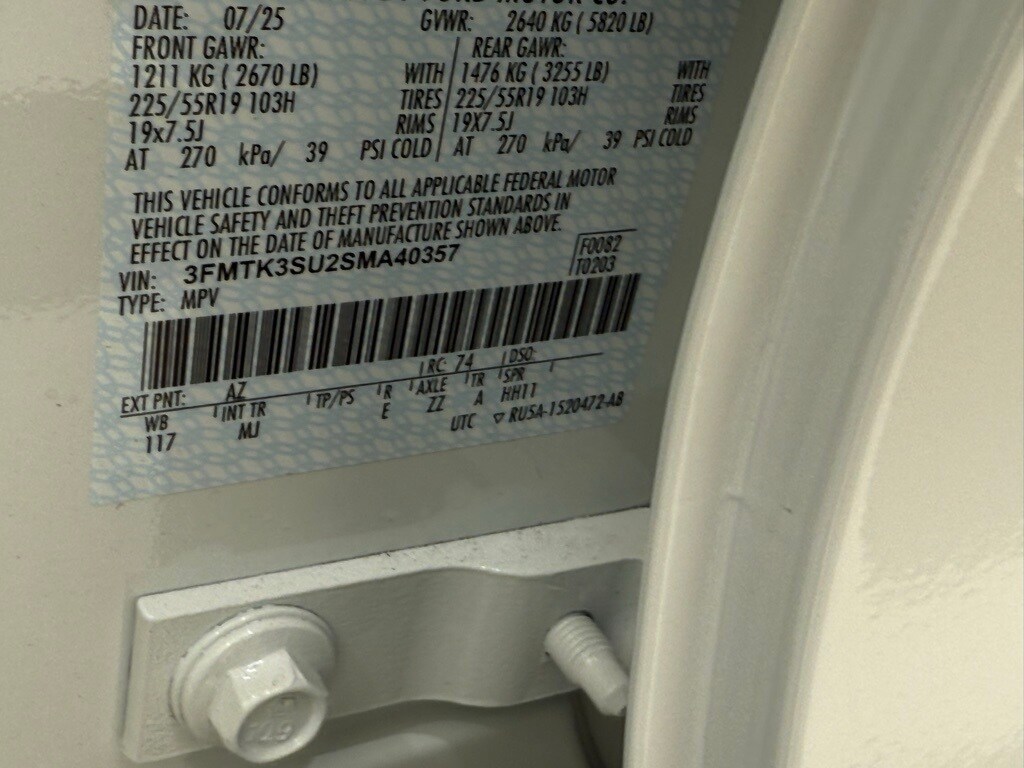 FORD MOTOR CO.
DATE: 07/25 GVWR: 2640 KG ( 5820 LB)
FRONT GAWR: REAR GAWR:
1211 KG ( 2670 LB) WITH 1476 KG ( 3255 LB) WITH
225/55R19 103H TIRES 225/55R19 103H TIRES
19x7.5J RIMS 19X7.5J RIMS
AT 270 kPa/ 39 PSI COLD AT 270 kPa/ 39 PSI COLD
THIS VEHICLE CONFORMS TO ALL APPLICABLE FEDERAL MOTOR
VEHICLE SAFETY AND THEFT PREVENTION STANDARDS IN
EFFECT ON THE DATE OF MANUFACTURE SHOWN ABOVE.
VIN: 3FMTK3SU2SMA40357 F0082
TYPE: MPV T0203
EXT PNT: AZ RC: 74 DSO:
WB INT TR TP/PS R AXLE TR SPR
117 MJ E ZZ A HH11
UTC ▽ RU5A-1520472-AB